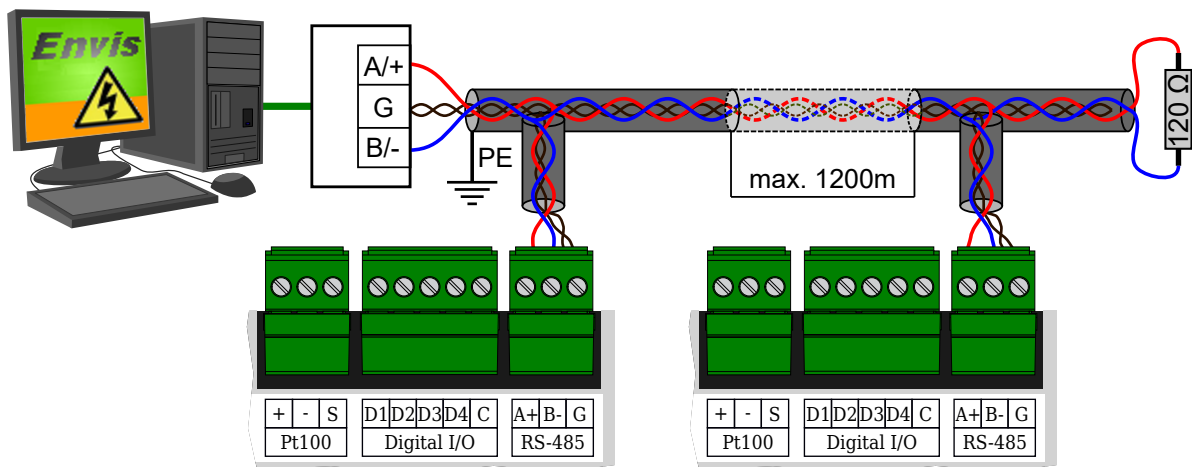 Envis
A/+
G
B/-
PE
max. 1200m
120 Ω
+ - S D1 D2 D3 D4 C A+ B- G
Pt100 Digital I/O RS-485
+ - S D1 D2 D3 D4 C A+ B- G
Pt100 Digital I/O RS-485